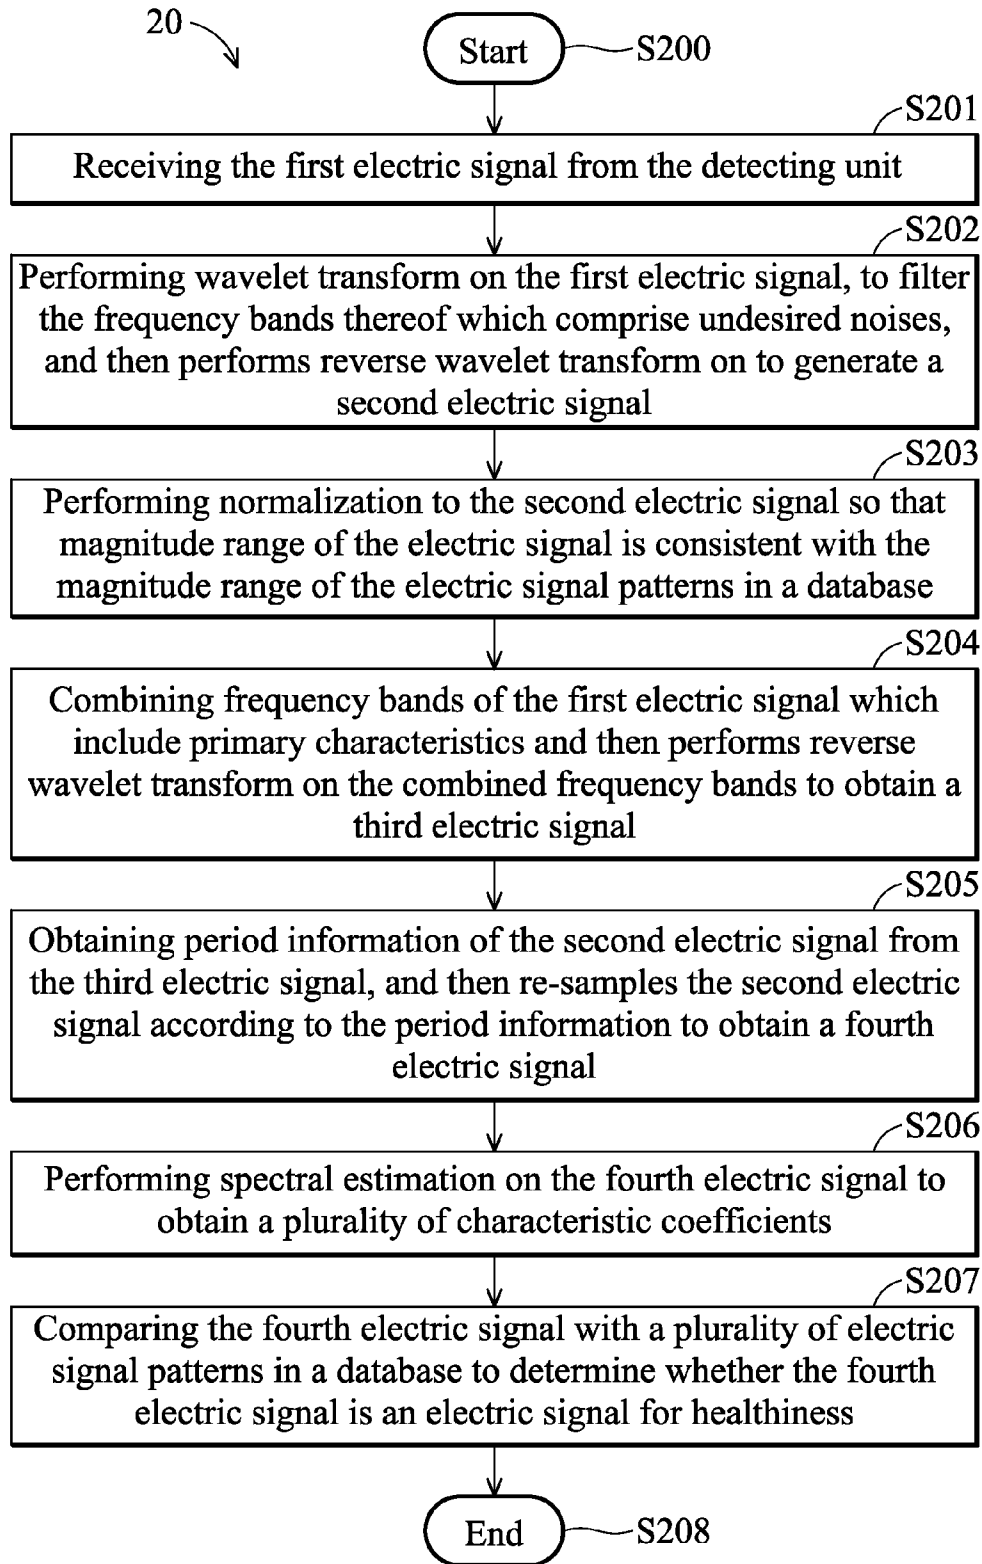 20
Start
S200
S201
Receiving the first electric signal from the detecting unit
S202
Performing wavelet transform on the first electric signal, to filter
the frequency bands thereof which comprise undesired noises,
and then performs reverse wavelet transform on to generate a
second electric signal
S203
Performing normalization to the second electric signal so that
magnitude range of the electric signal is consistent with the
magnitude range of the electric signal patterns in a database
S204
Combining frequency bands of the first electric signal which
include primary characteristics and then performs reverse
wavelet transform on the combined frequency bands to obtain a
third electric signal
S205
Obtaining period information of the second electric signal from
the third electric signal, and then re-samples the second electric
signal according to the period information to obtain a fourth
electric signal
S206
Performing spectral estimation on the fourth electric signal to
obtain a plurality of characteristic coefficients
S207
Comparing the fourth electric signal with a plurality of electric
signal patterns in a database to determine whether the fourth
electric signal is an electric signal for healthiness
End
S208